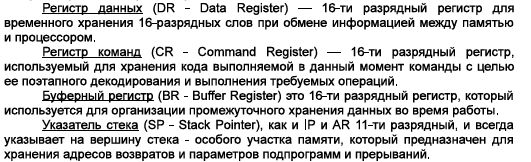 Регистр данных (DR - Data Register) — 16-ти разрядный регистр для
временного хранения 16-разрядных слов при обмене информацией между памятью
и процессором.
Регистр команд (CR - Command Register) — 16-ти разрядный регистр,
используемый для хранения кода выполняемой в данный момент команды с целью
ее поэтапного декодирования и выполнения требуемых операций.
Буферный регистр (BR - Buffer Register) это 16-ти разрядный регистр, который
используется для организации промежуточного хранения данных во время работы.
Указатель стека (SP - Stack Pointer), как и IP и AR 11-ти разрядный, и всегда
указывает на вершину стека - особого участка памяти, который предназначен для
хранения адресов возвратов и параметров подпрограмм и прерываний.